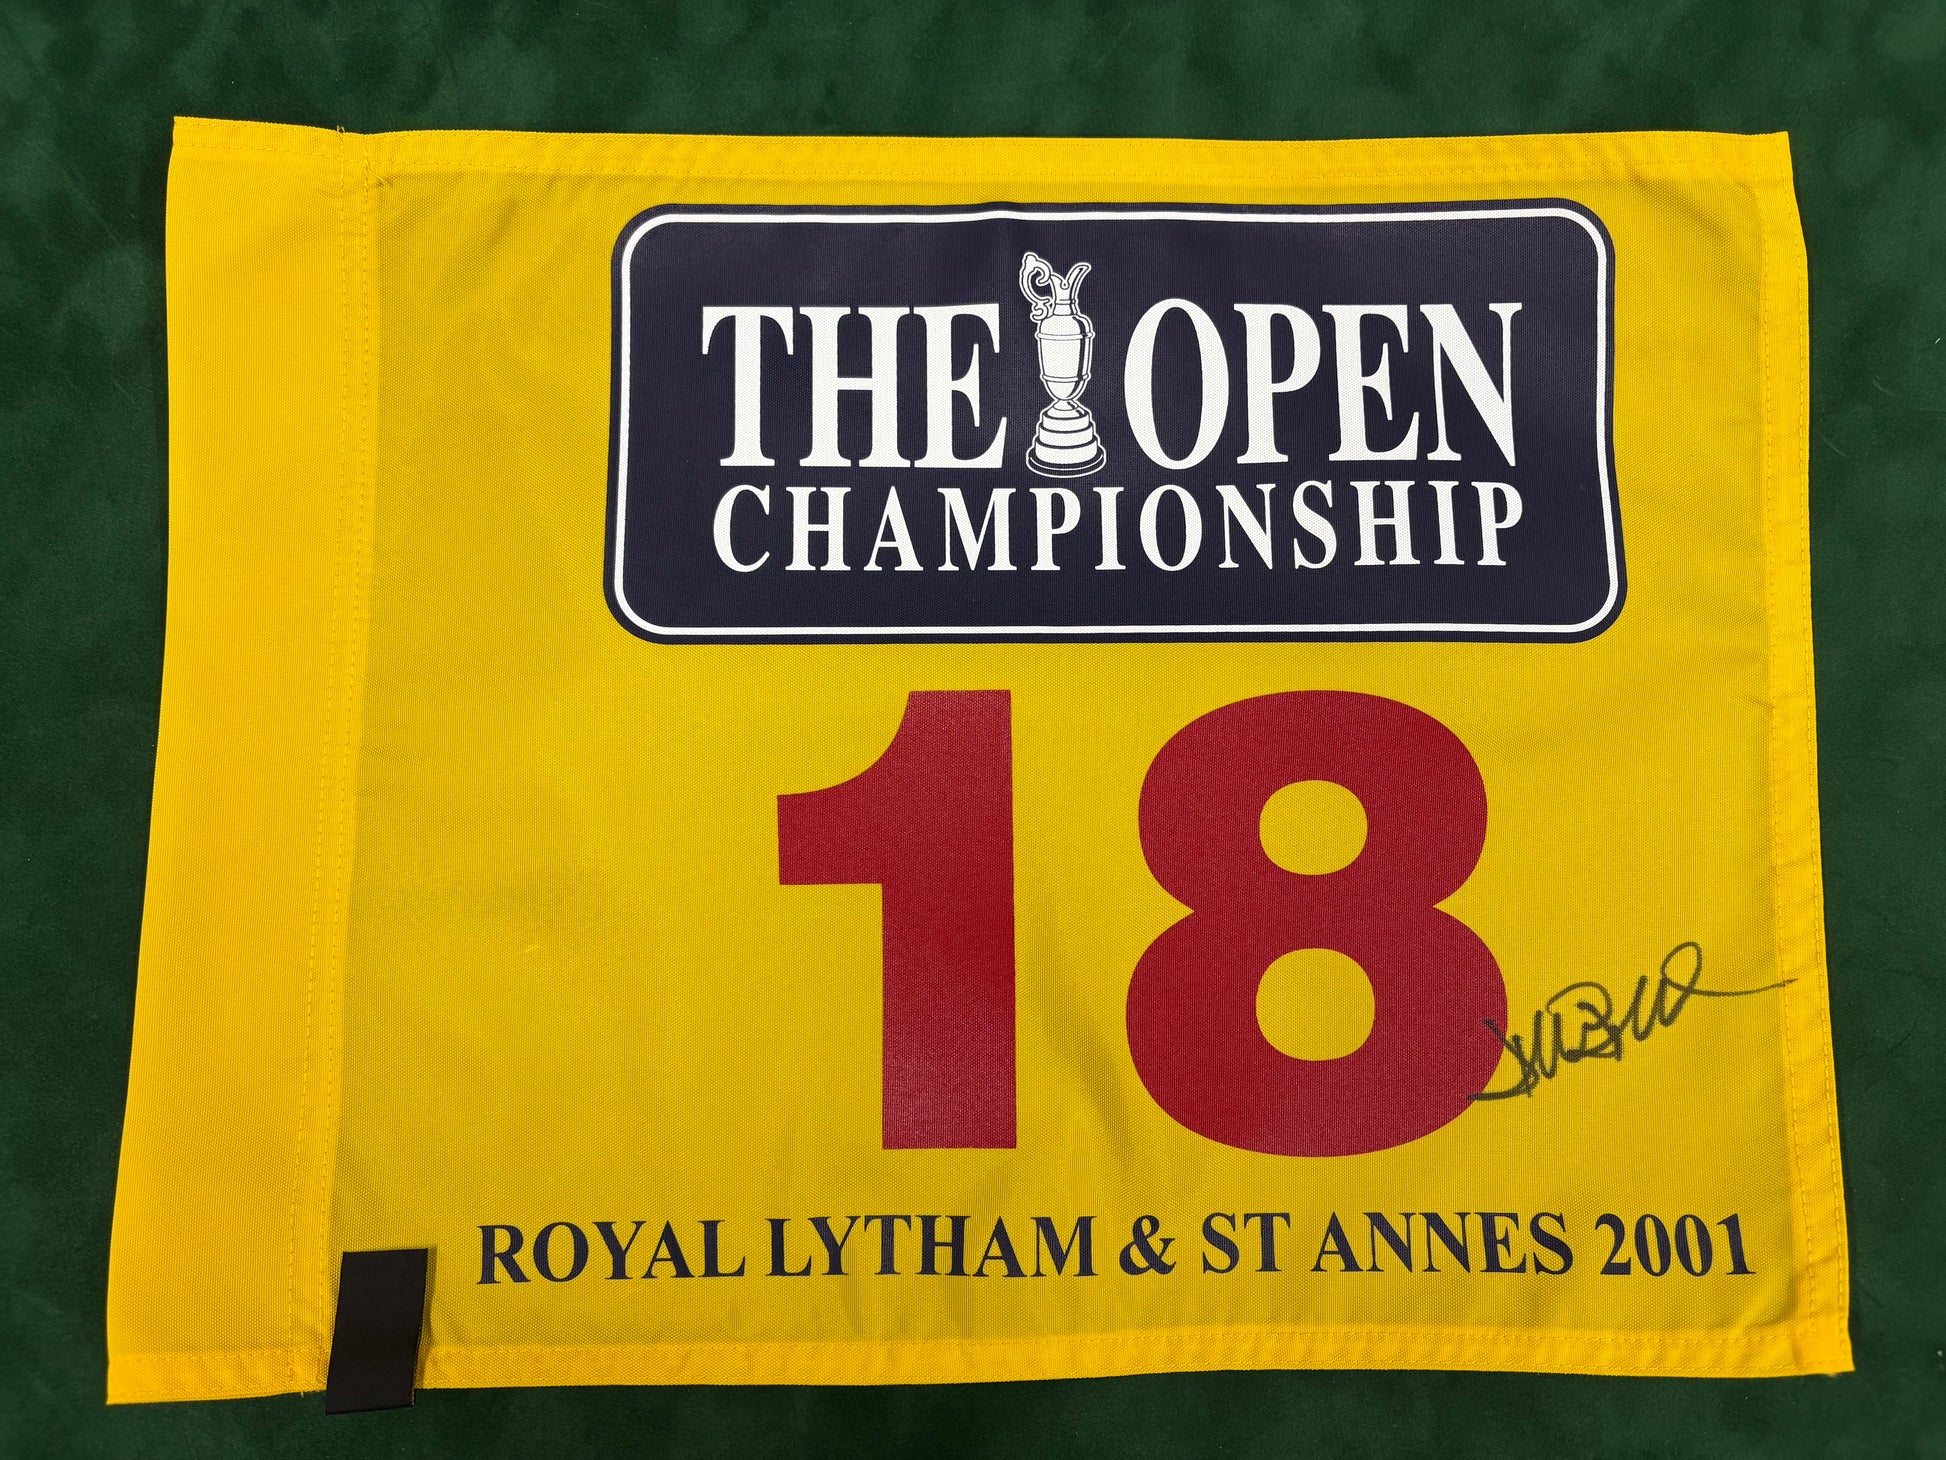 THE OPEN
CHAMPIONSHIP
18
ROYAL LYTHAM & ST ANNES 2001